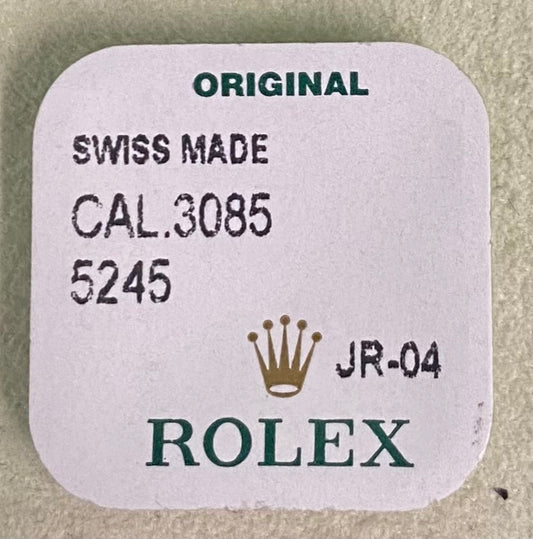 ORIGINAL
SWISS MADE
CAL.3085
5245
JR-04
ROLEX